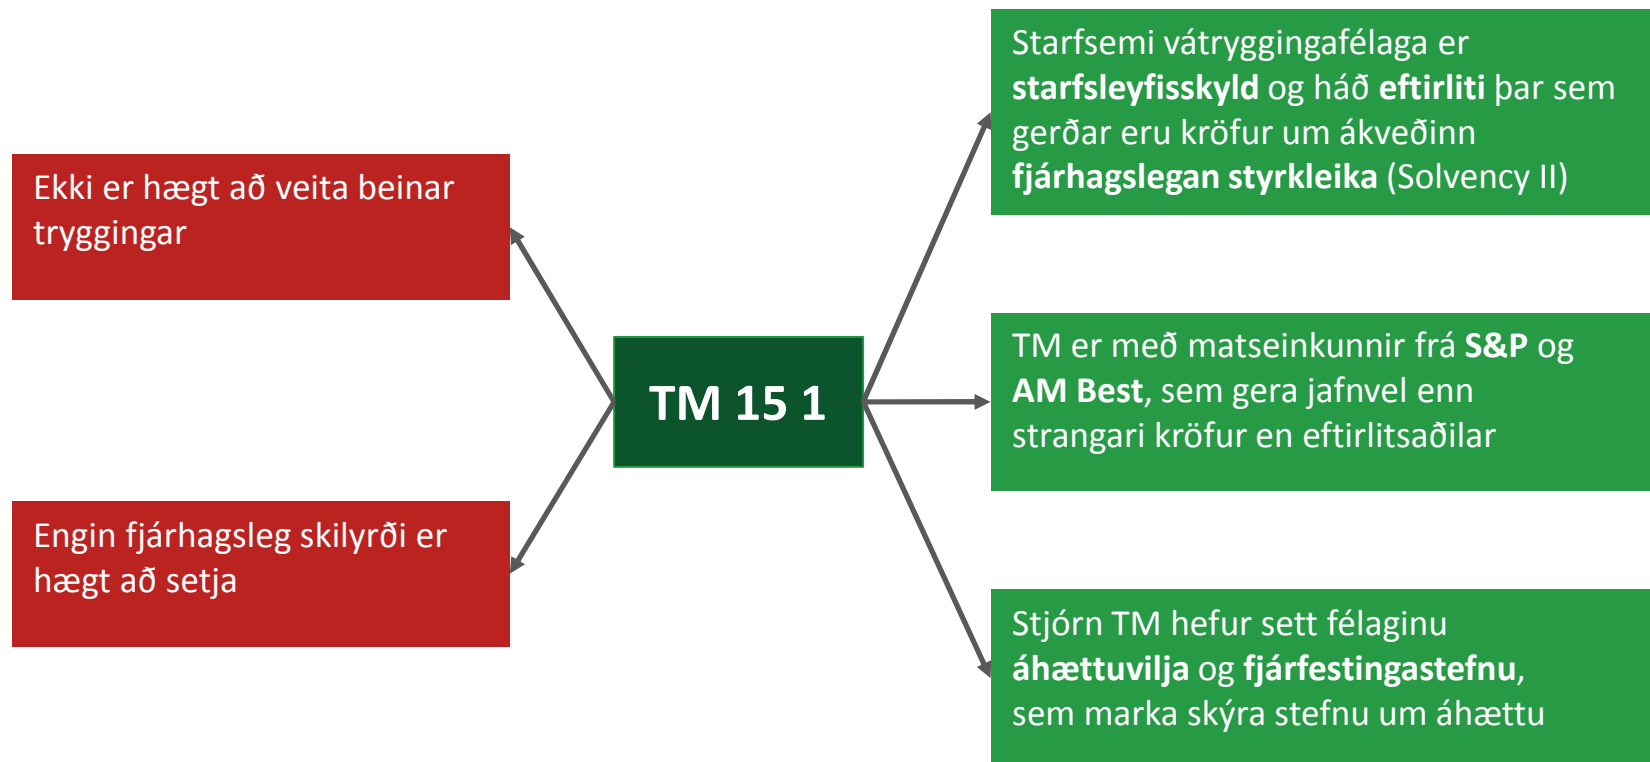 Ekki er hægt að veita beinar
tryggingar
Engin fjárhagsleg skilyrði er
hægt að setja
TM 15 1
Starfsemi vátryggingafélaga er
starfsleyfisskyld og háð eftirliti þar sem
gerðar eru kröfur um ákveðinn
fjárhagslegan styrkleika (Solvency II)
TM er með matseinkunnir frá S&P og
AM Best, sem gera jafnvel enn
strangari kröfur en eftirlitsaðilar
Stjórn TM hefur sett félaginu
áhættuvilja og fjárfestingastefnu,
sem marka skýra stefnu um áhættu